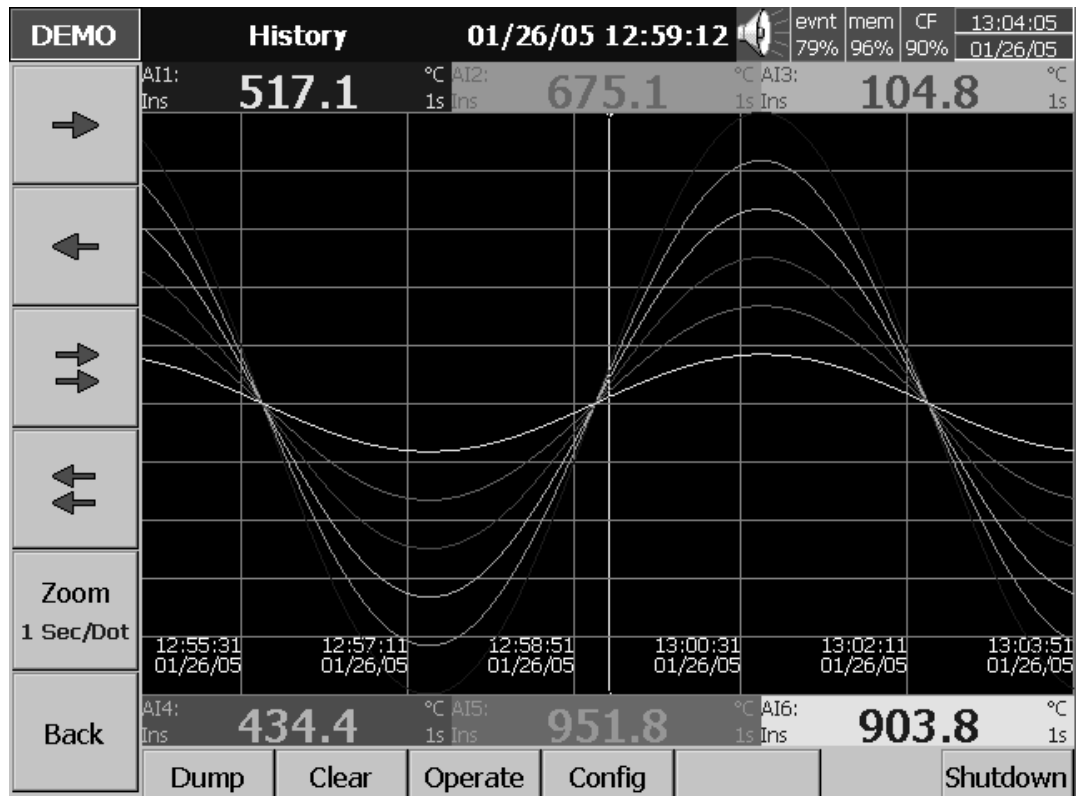 DEMO History 01/26/05 12:59:12 evnt 79% mem 96% CF 90% 13:04:05 01/26/05
AI1: Ins 517.1 °C 1s
AI2: Ins 675.1 °C 1s
AI3: Ins 104.8 °C 1s
Zoom
1 Sec/Dot
12:55:31 12:57:11 12:58:51 13:00:31 13:02:11 13:03:51
01/26/05 01/26/05 01/26/05 01/26/05 01/26/05 01/26/05
Back
AI4: Ins 434.4 °C 1s
AI5: Ins 951.8 °C 1s
AI6: Ins 903.8 °C 1s
Dump Clear Operate Config Shutdown